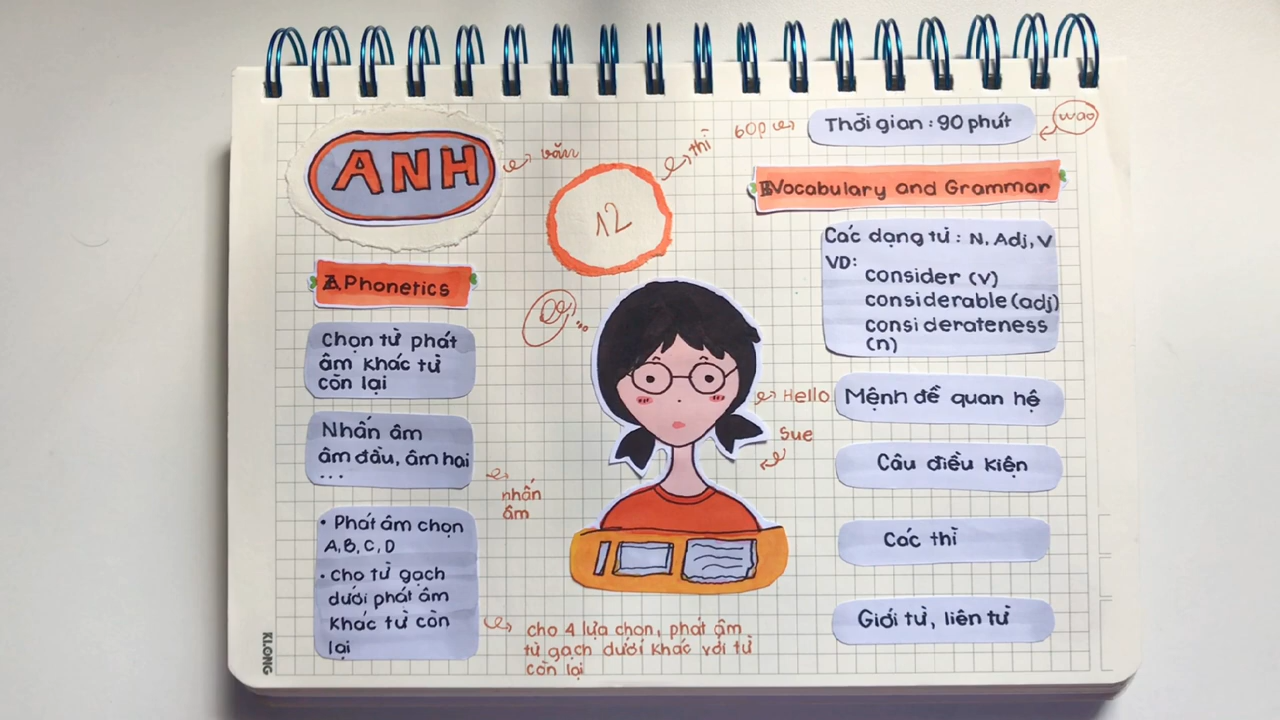 ANH
văn
12
thì
A. Phonetics
Chọn từ phát
âm khác từ
còn lại
Nhấn âm
âm đầu, âm hai
...
nhấn
âm
• Phát âm chọn
A, B, C, D
• Cho từ gạch
dưới phát âm
khác từ còn
lại
cho 4 lựa chọn, phát âm
từ gạch dưới khác với từ
còn lại
Hello
Sue
60p
Thời gian : 90 phút
wao
B. Vocabulary and Grammar
Các dạng từ : N, Adj, V
VD:
consider (v)
considerable (adj)
considerateness
(n)
Mệnh đề quan hệ
Câu điều kiện
Các thì
Giới từ, liên từ
KLONG